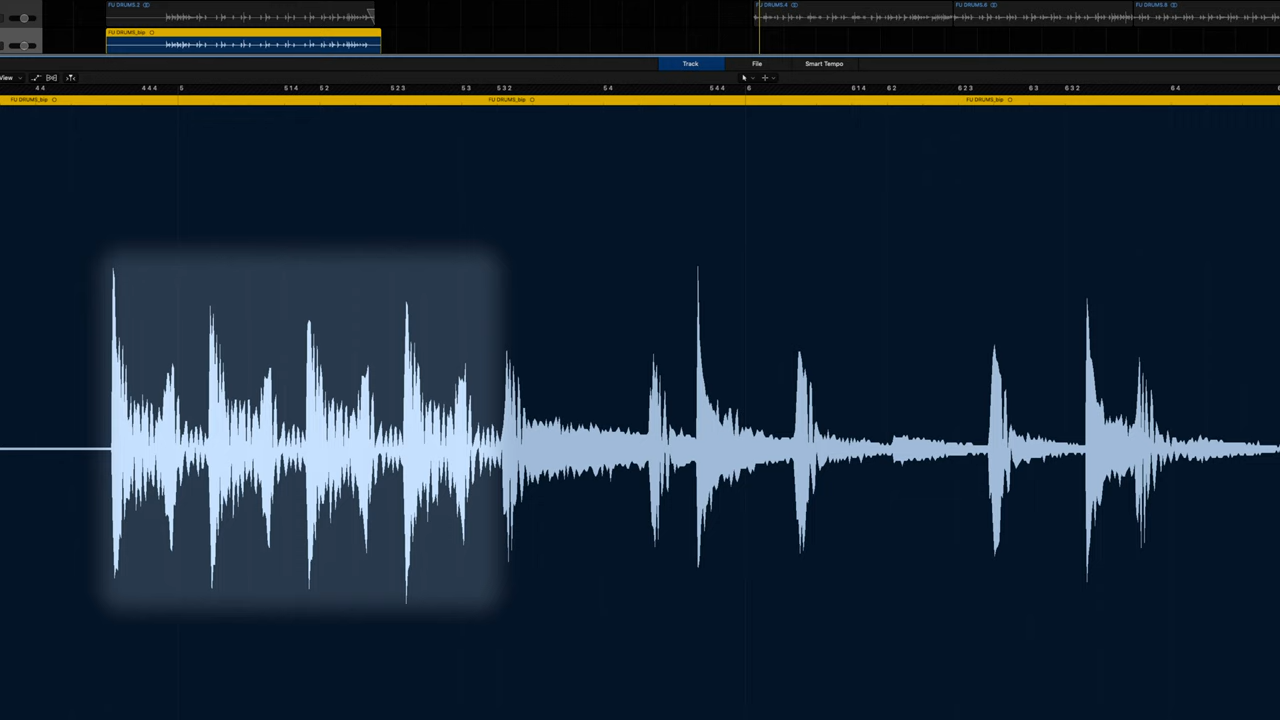 FU DRUMS.2
FU DRUMS.4 FU DRUMS.6 FU DRUMS.8
FU DRUMS_bip
Track File Smart Tempo
View
4 4 4 4 4 5 5 1 4 5 2 5 2 3 5 3 5 3 2 5 4 5 4 4 6 6 1 4 6 2 6 2 3 6 3 6 3 2 6 4
FU DRUMS_bip FU DRUMS_bip FU DRUMS_bip